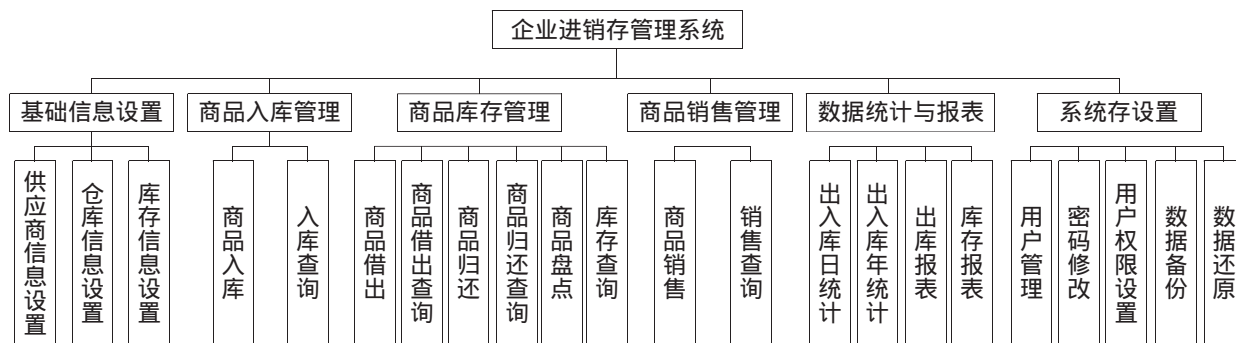 企业进销存管理系统
基础信息设置
商品入库管理
商品库存管理
商品销售管理
数据统计与报表
系统存设置
供应商信息设置
仓库信息设置
库存信息设置
商品入库
入库查询
商品借出
商品借出查询
商品归还
商品归还查询
商品盘点
库存查询
商品销售
销售查询
出入库日统计
出入库年统计
出库报表
库存报表
用户管理
密码修改
用户权限设置
数据备份
数据还原